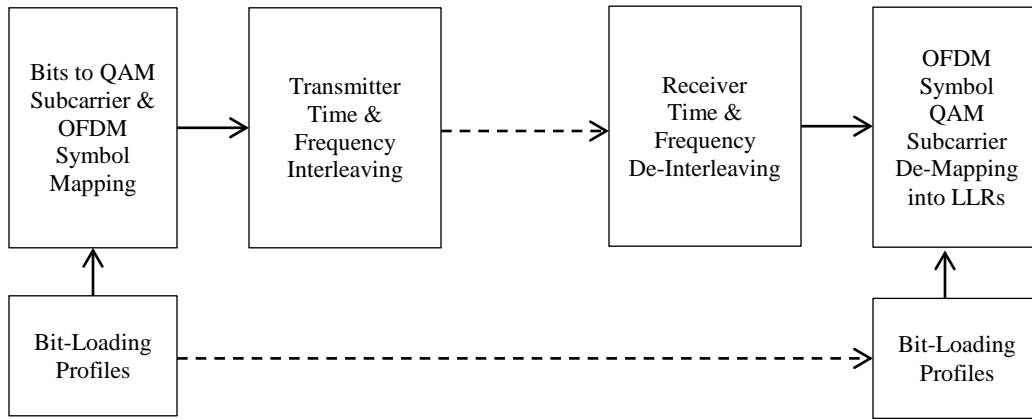 Bits to QAM
Subcarrier &
OFDM
Symbol
Mapping
Transmitter
Time &
Frequency
Interleaving
Receiver
Time &
Frequency
De-Interleaving
OFDM
Symbol
QAM
Subcarrier
De-Mapping
into LLRs
Bit-Loading
Profiles
Bit-Loading
Profiles